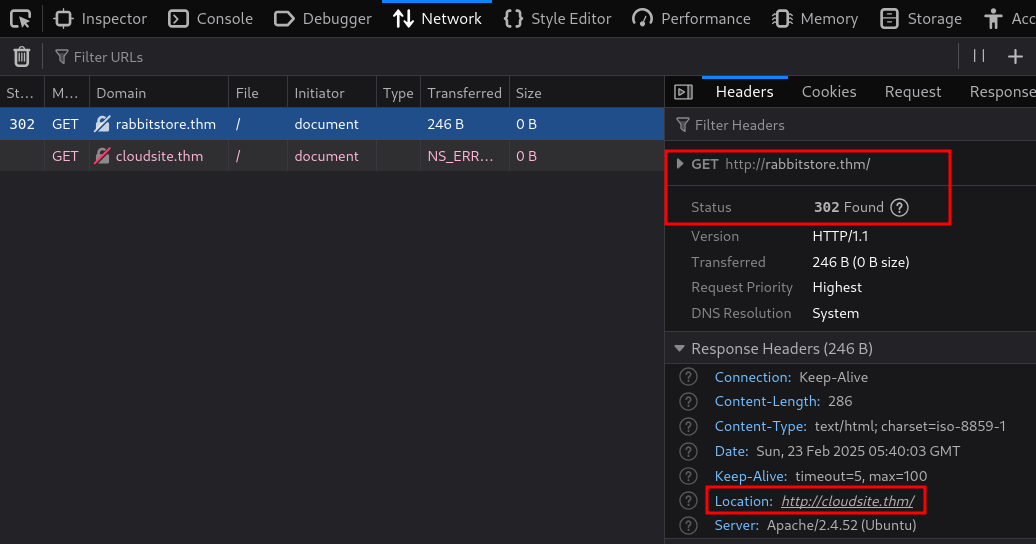 Inspector Console Debugger Network Style Editor Performance Memory Storage Acc
Filter URLs
St... M... Domain File Initiator Type Transferred Size
302 GET rabbitstore.thm / document 246 B 0 B
GET cloudsite.thm / document NS_ERR... 0 B
Headers Cookies Request Response
Filter Headers
GET http://rabbitstore.thm/
Status 302 Found
Version HTTP/1.1
Transferred 246 B (0 B size)
Request Priority Highest
DNS Resolution System
Response Headers (246 B)
Connection: Keep-Alive
Content-Length: 286
Content-Type: text/html; charset=iso-8859-1
Date: Sun, 23 Feb 2025 05:40:03 GMT
Keep-Alive: timeout=5, max=100
Location: http://cloudsite.thm/
Server: Apache/2.4.52 (Ubuntu)